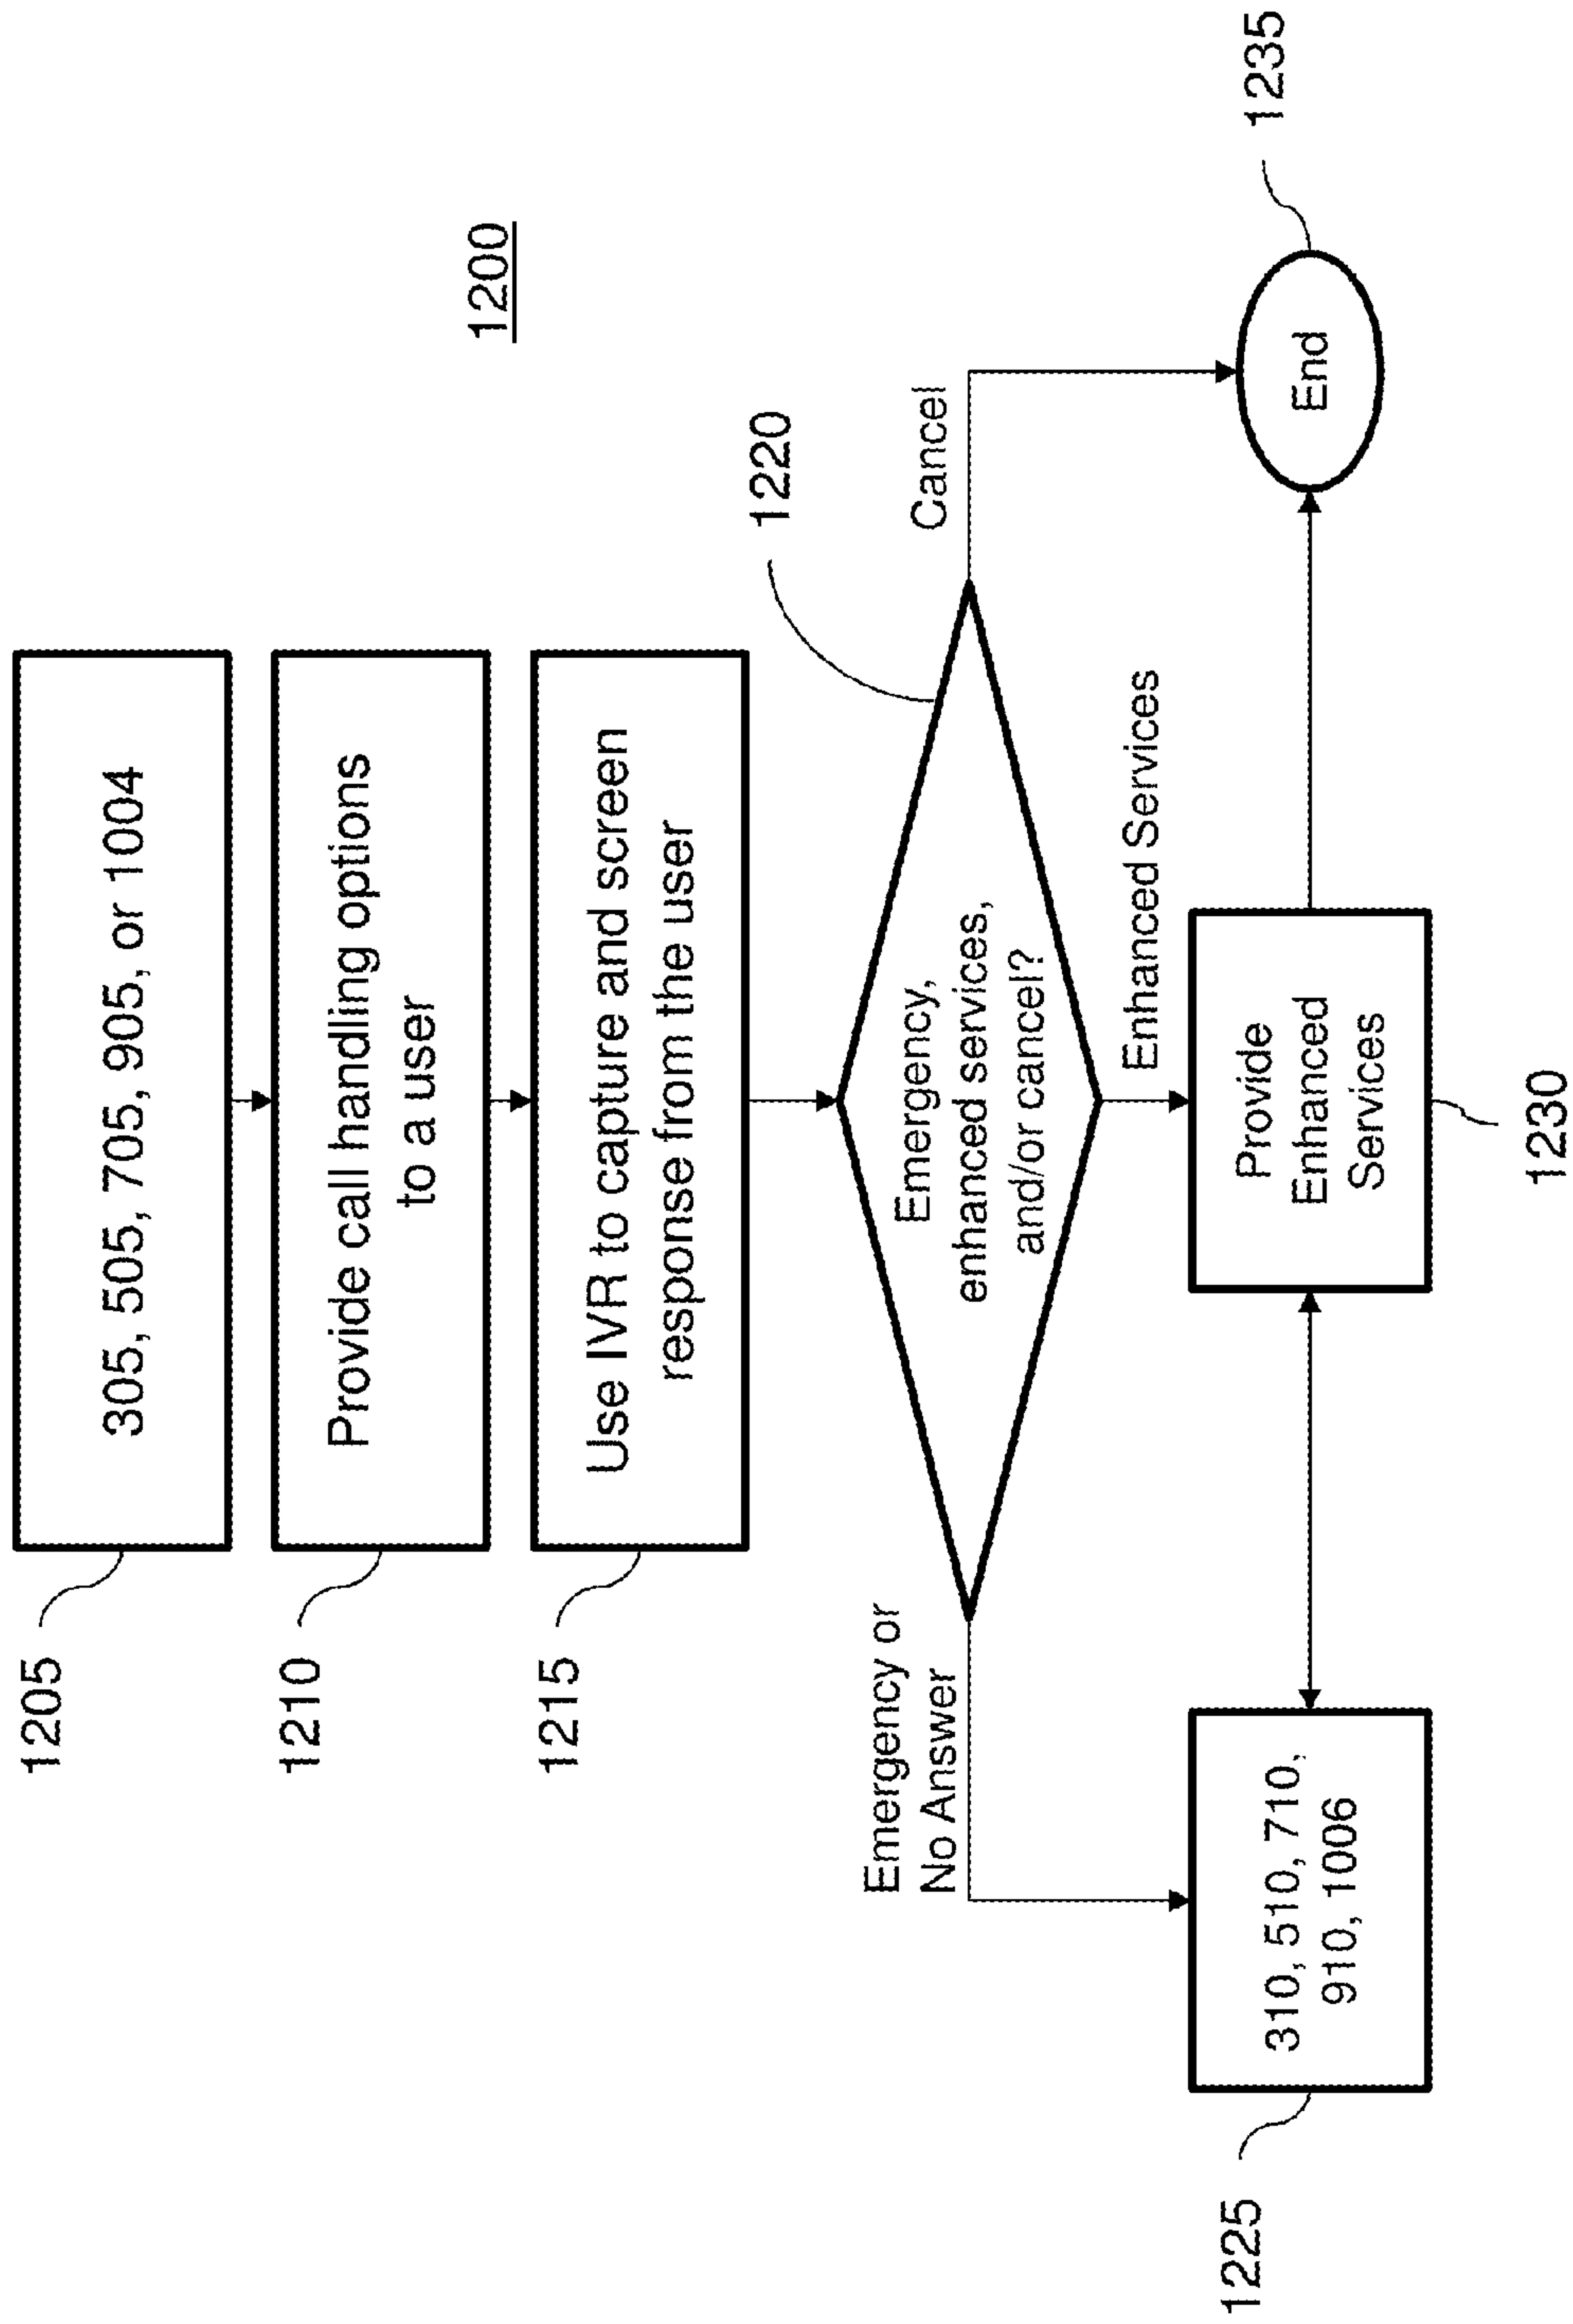 1200
1205
305, 505, 705, 905, or 1004
1210
Provide call handling options
to a user
1215
Use IVR to capture and screen
response from the user
1220
Emergency,
enhanced services,
and/or cancel?
Emergency or
No Answer
Cancel
Enhanced Services
1225
310, 510, 710,
910, 1006
Provide
Enhanced
Services
1230
End
1235